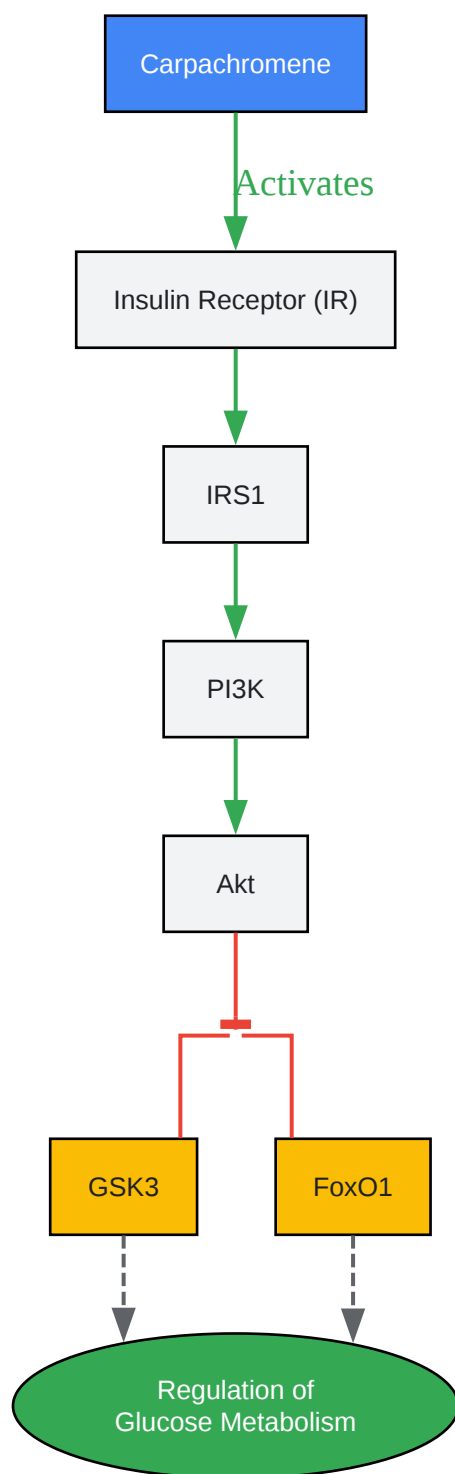 Carpachromene
Activates
Insulin Receptor (IR)
IRS1
PI3K
Akt
GSK3
FoxO1
Regulation of
Glucose Metabolism